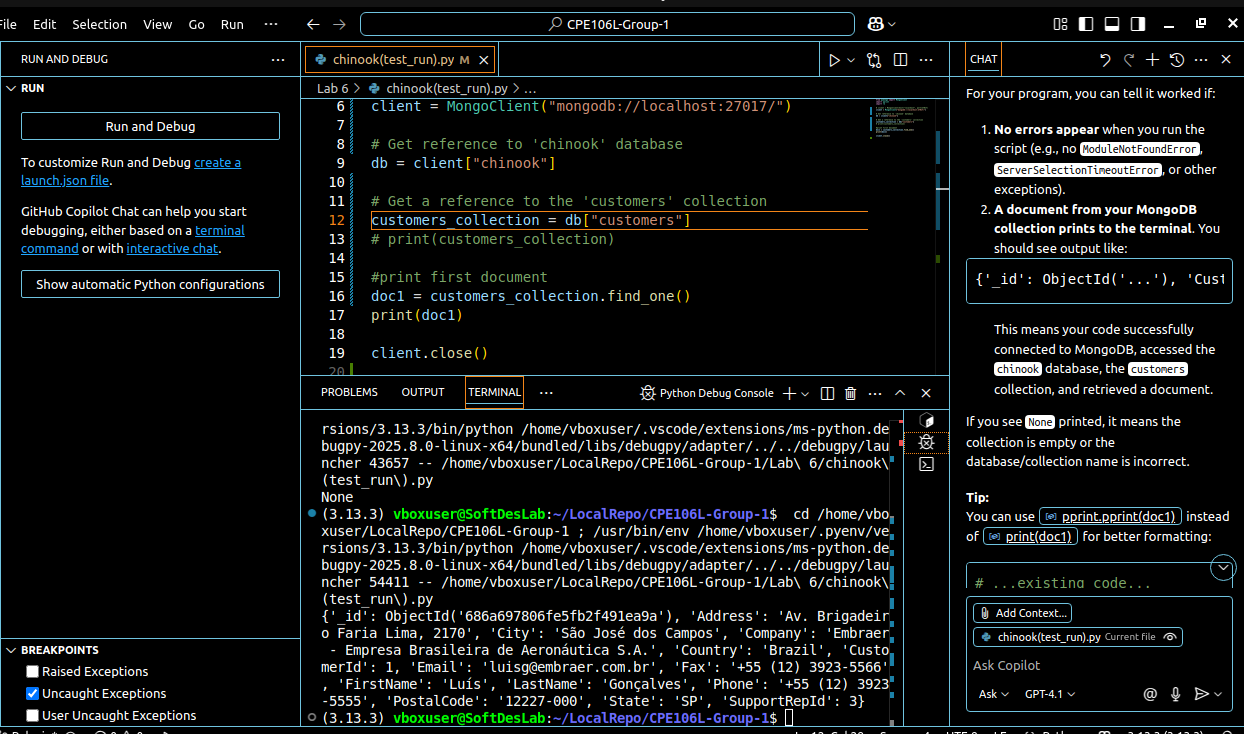 File Edit Selection View Go Run ···
CPE106L-Group-1
RUN AND DEBUG ···
RUN
Run and Debug
To customize Run and Debug create a
launch.json file.
GitHub Copilot Chat can help you start
debugging, either based on a terminal
command or with interactive chat.
Show automatic Python configurations
BREAKPOINTS
Raised Exceptions
Uncaught Exceptions
User Uncaught Exceptions
chinook(test_run).py M
Lab 6 > chinook(test_run).py > ...
6 client = MongoClient("mongodb://localhost:27017/")
7
8 # Get reference to 'chinook' database
9 db = client["chinook"]
10
11 # Get a reference to the 'customers' collection
12 customers_collection = db["customers"]
13 # print(customers_collection)
14
15 #print first document
16 doc1 = customers_collection.find_one()
17 print(doc1)
18
19 client.close()
20
PROBLEMS OUTPUT TERMINAL ··· Python Debug Console
rsions/3.13.3/bin/python /home/vboxuser/.vscode/extensions/ms-python.de
bugpy-2025.8.0-linux-x64/bundled/libs/debugpy/adapter/../../debugpy/lau
ncher 43657 -- /home/vboxuser/LocalRepo/CPE106L-Group-1/Lab\ 6/chinook\
(test_run\).py
None
(3.13.3) vboxuser@SoftDesLab:~/LocalRepo/CPE106L-Group-1$  cd /home/vbo
xuser/LocalRepo/CPE106L-Group-1 ; /usr/bin/env /home/vboxuser/.pyenv/ve
rsions/3.13.3/bin/python /home/vboxuser/.vscode/extensions/ms-python.de
bugpy-2025.8.0-linux-x64/bundled/libs/debugpy/adapter/../../debugpy/lau
ncher 54411 -- /home/vboxuser/LocalRepo/CPE106L-Group-1/Lab\ 6/chinook\
(test_run\).py
{'_id': ObjectId('686a697806fe5fb2f491ea9a'), 'Address': 'Av. Brigadeir
o Faria Lima, 2170', 'City': 'São José dos Campos', 'Company': 'Embraer
 - Empresa Brasileira de Aeronáutica S.A.', 'Country': 'Brazil', 'Custo
merId': 1, 'Email': 'luisg@embraer.com.br', 'Fax': '+55 (12) 3923-5566'
, 'FirstName': 'Luís', 'LastName': 'Gonçalves', 'Phone': '+55 (12) 3923
-5555', 'PostalCode': '12227-000', 'State': 'SP', 'SupportRepId': 3}
(3.13.3) vboxuser@SoftDesLab:~/LocalRepo/CPE106L-Group-1$
CHAT
For your program, you can tell it worked if:
1. No errors appear when you run the
script (e.g., no ModuleNotFoundError,
ServerSelectionTimeoutError, or other
exceptions).
2. A document from your MongoDB
collection prints to the terminal. You
should see output like:
{'_id': ObjectId('...'), 'Cust
This means your code successfully
connected to MongoDB, accessed the
chinook database, the customers
collection, and retrieved a document.
If you see None printed, it means the
collection is empty or the
database/collection name is incorrect.
Tip:
You can use pprint.pprint(doc1) instead
of print(doc1) for better formatting:
# ...existing code...
Add Context...
chinook(test_run).py Current file
Ask Copilot
Ask GPT-4.1